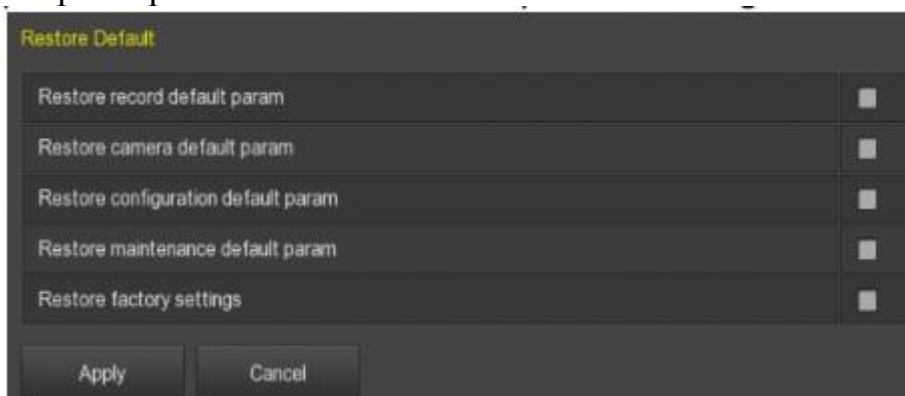 Restore Default
Restore record default param
Restore camera default param
Restore configuration default param
Restore maintenance default param
Restore factory settings
Apply Cancel